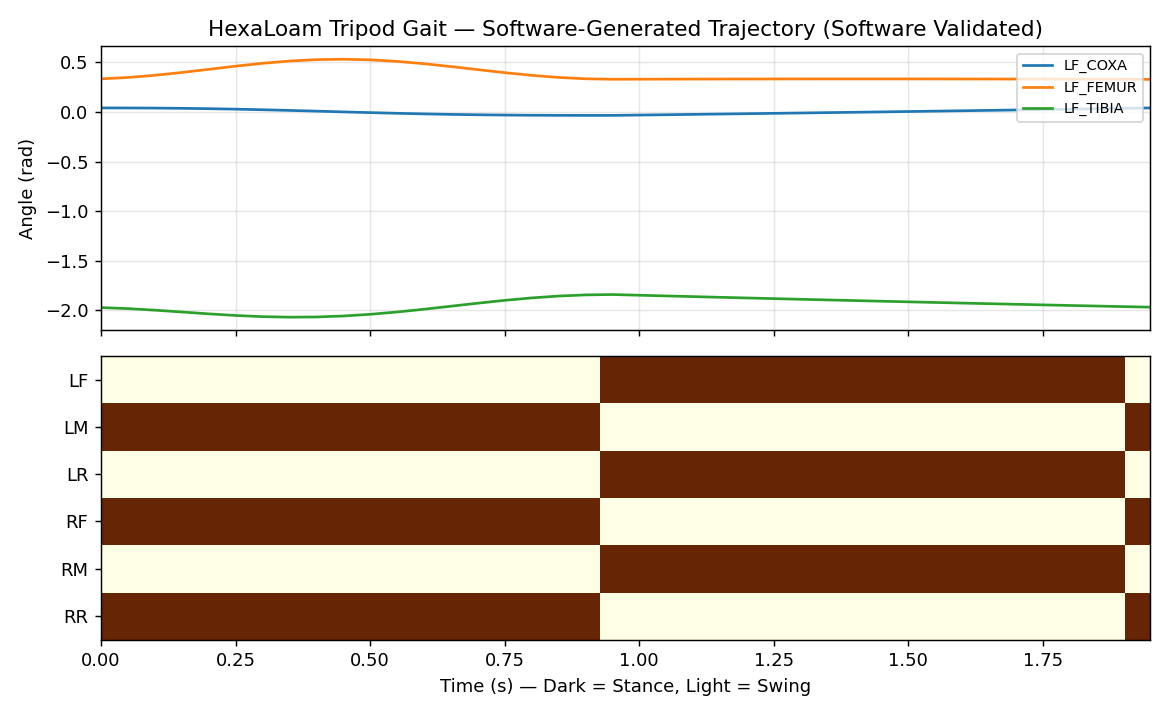 HexaLoam Tripod Gait — Software-Generated Trajectory (Software Validated)
Angle (rad)
0.5
0.0
−0.5
−1.0
−1.5
−2.0
LF_COXA
LF_FEMUR
LF_TIBIA
LF
LM
LR
RF
RM
RR
0.00 0.25 0.50 0.75 1.00 1.25 1.50 1.75
Time (s) — Dark = Stance, Light = Swing